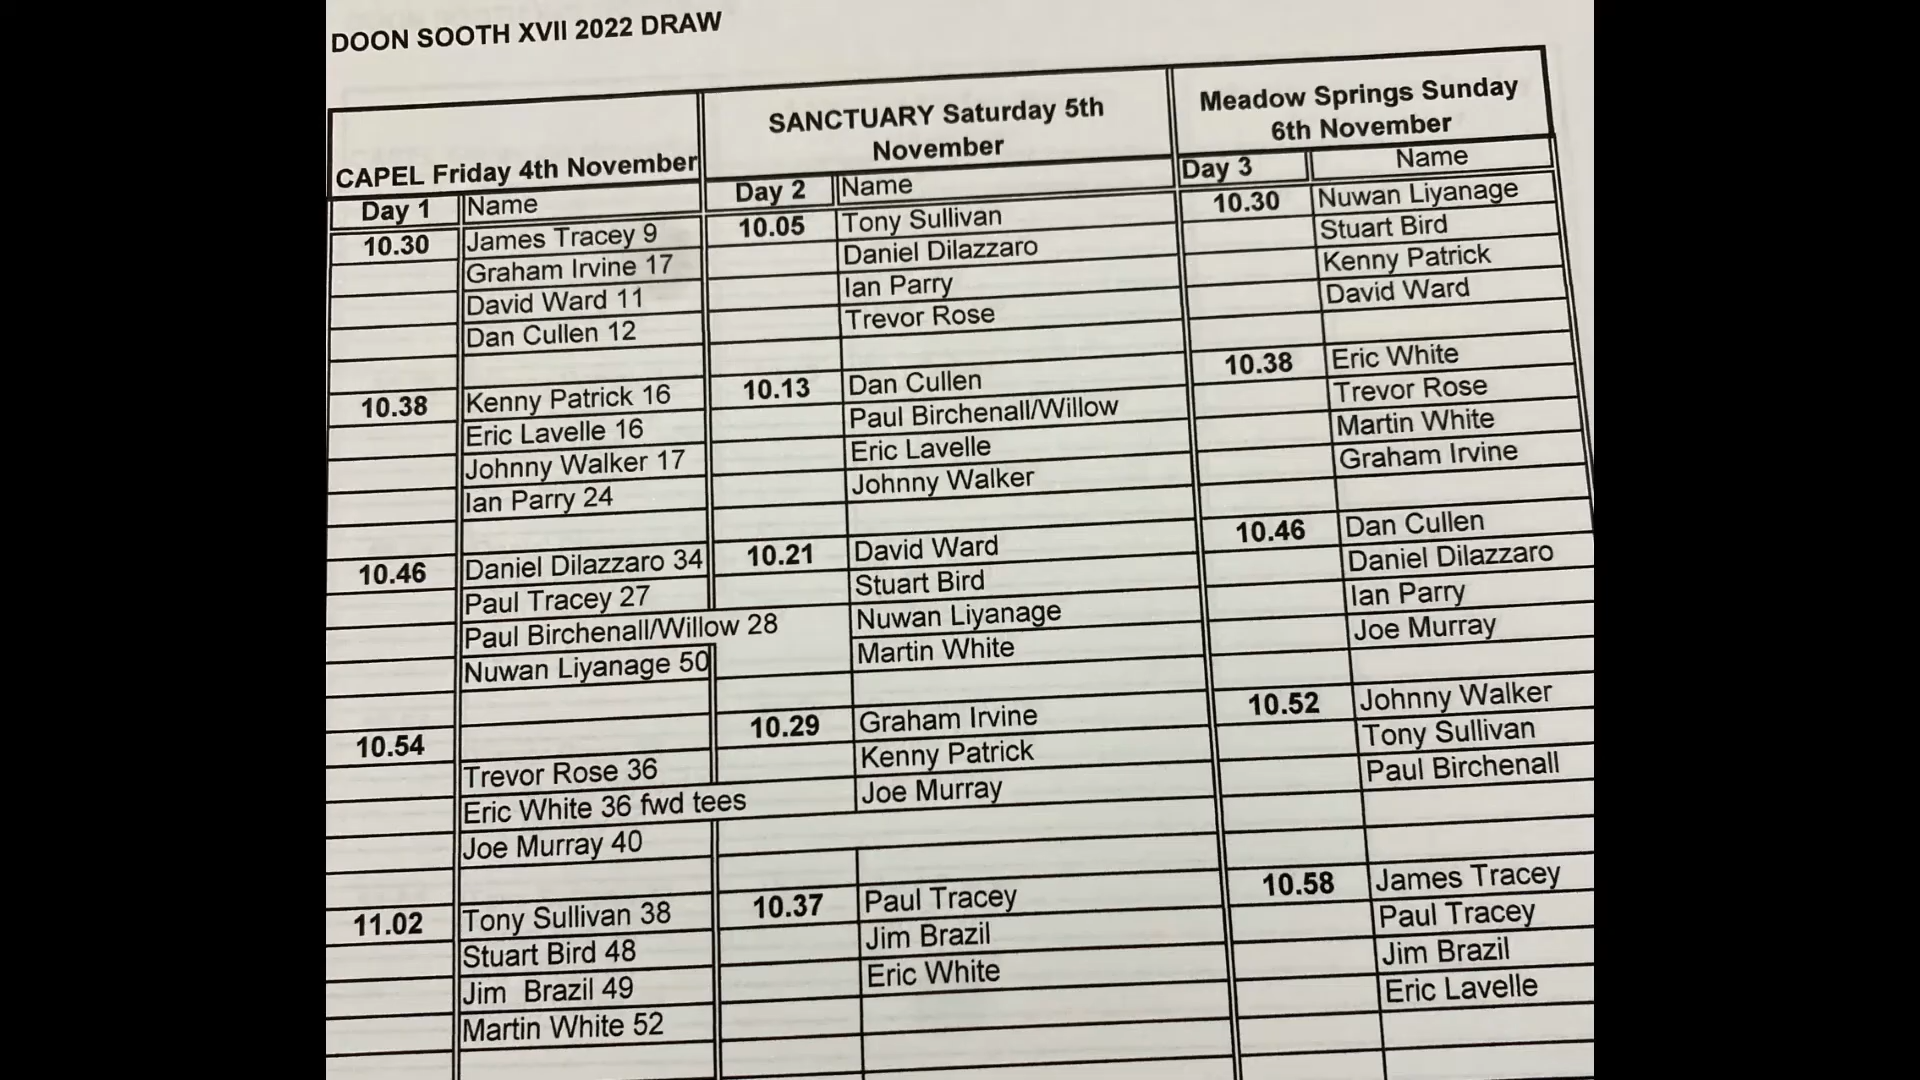 DOON SOOTH XVII 2022 DRAW
CAPEL Friday 4th November
Day 1 Name
10.30 James Tracey 9
Graham Irvine 17
David Ward 11
Dan Cullen 12
10.38 Kenny Patrick 16
Eric Lavelle 16
Johnny Walker 17
Ian Parry 24
10.46 Daniel Dilazzaro 34
Paul Tracey 27
Paul Birchenall/Willow 28
Nuwan Liyanage 50
10.54
Trevor Rose 36
Eric White 36 fwd tees
Joe Murray 40
11.02 Tony Sullivan 38
Stuart Bird 48
Jim Brazil 49
Martin White 52
SANCTUARY Saturday 5th
November
Day 2 Name
10.05 Tony Sullivan
Daniel Dilazzaro
Ian Parry
Trevor Rose
10.13 Dan Cullen
Paul Birchenall/Willow
Eric Lavelle
Johnny Walker
10.21 David Ward
Stuart Bird
Nuwan Liyanage
Martin White
10.29 Graham Irvine
Kenny Patrick
Joe Murray
10.37 Paul Tracey
Jim Brazil
Eric White
Meadow Springs Sunday
6th November
Day 3 Name
10.30 Nuwan Liyanage
Stuart Bird
Kenny Patrick
David Ward
10.38 Eric White
Trevor Rose
Martin White
Graham Irvine
10.46 Dan Cullen
Daniel Dilazzaro
Ian Parry
Joe Murray
10.52 Johnny Walker
Tony Sullivan
Paul Birchenall
10.58 James Tracey
Paul Tracey
Jim Brazil
Eric Lavelle